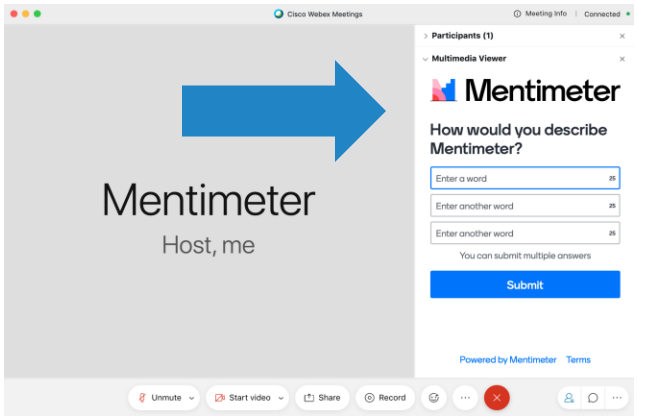 Cisco Webex Meetings
Meeting Info
Connected
Participants (1)
Multimedia Viewer
Mentimeter
How would you describe
Mentimeter?
Enter a word 25
Enter another word 25
Enter another word 25
You can submit multiple answers
Submit
Powered by Mentimeter Terms
Mentimeter
Host, me
Unmute
Start video
Share
Record